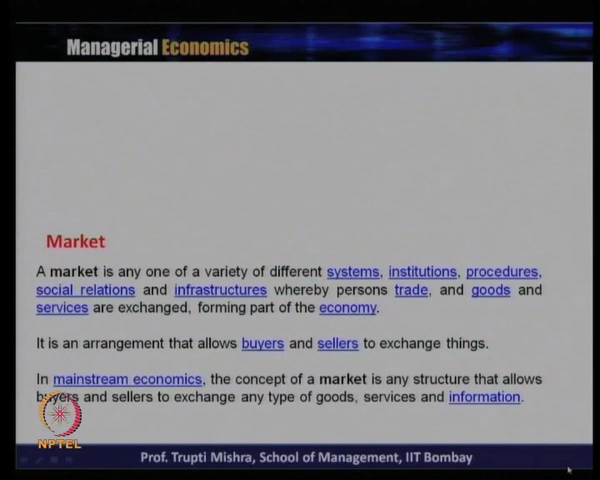 Managerial Economics
Market
A market is any one of a variety of different systems, institutions, procedures,
social relations and infrastructures whereby persons trade, and goods and
services are exchanged, forming part of the economy.
It is an arrangement that allows buyers and sellers to exchange things.
In mainstream economics, the concept of a market is any structure that allows
buyers and sellers to exchange any type of goods, services and information.
NPTEL
Prof. Trupti Mishra, School of Management, IIT Bombay